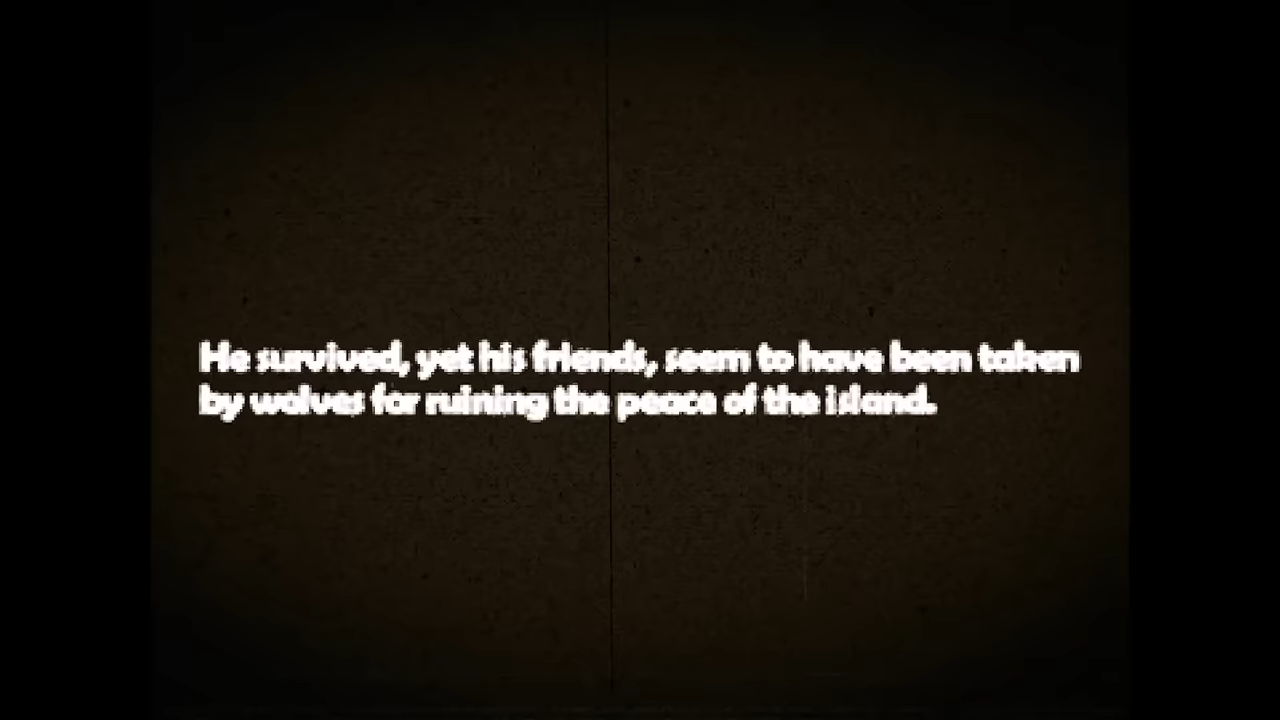 He survived, yet his friends, seem to have been taken
by wolves for ruining the peace of the island.